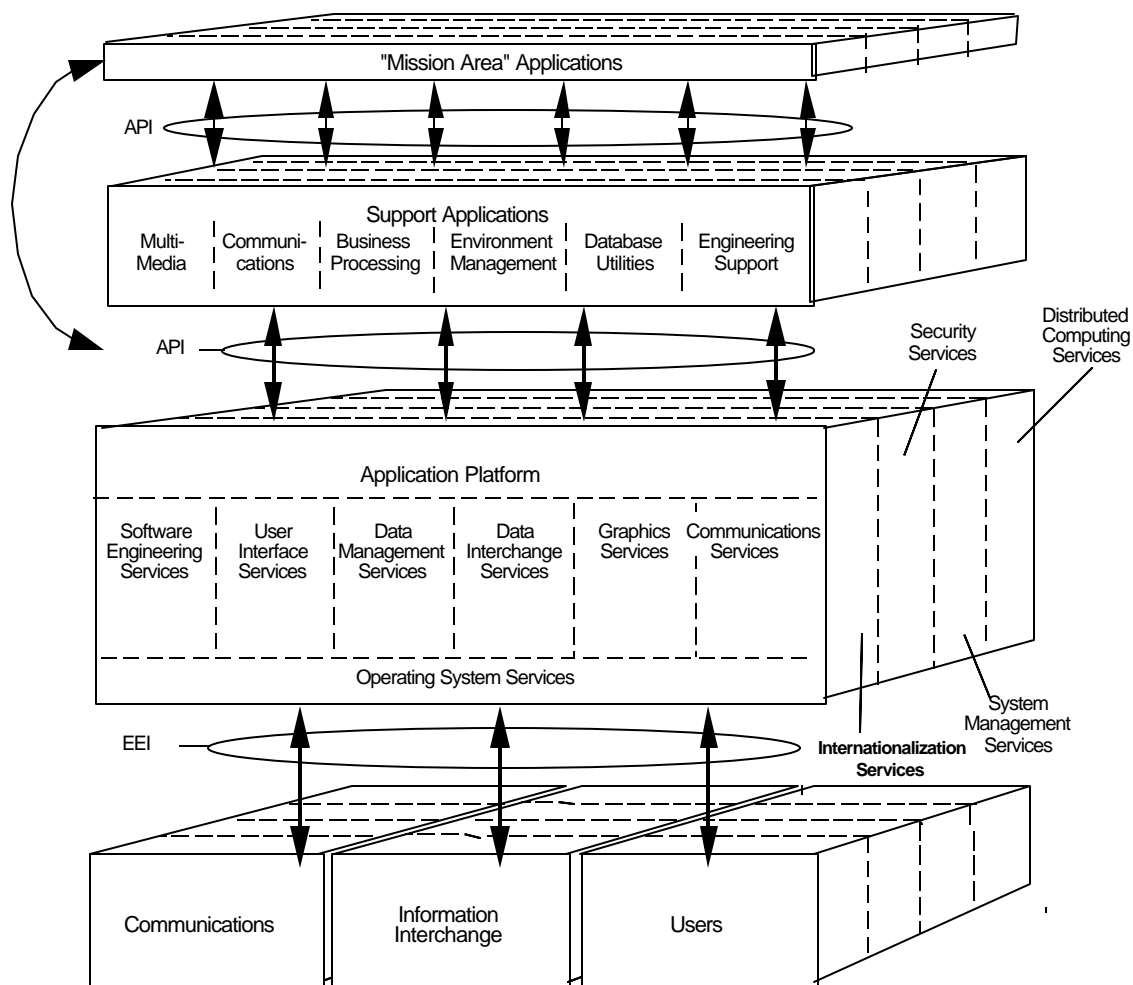 "Mission Area" Applications
API
Support Applications
Multi-
Media
Communi-
cations
Business
Processing
Environment
Management
Database
Utilities
Engineering
Support
API
Security
Services
Distributed
Computing
Services
Application Platform
Software
Engineering
Services
User
Interface
Services
Data
Management
Services
Data
Interchange
Services
Graphics
Services
Communications
Services
Operating System Services
EEI
Internationalization
Services
System
Management
Services
Communications
Information
Interchange
Users